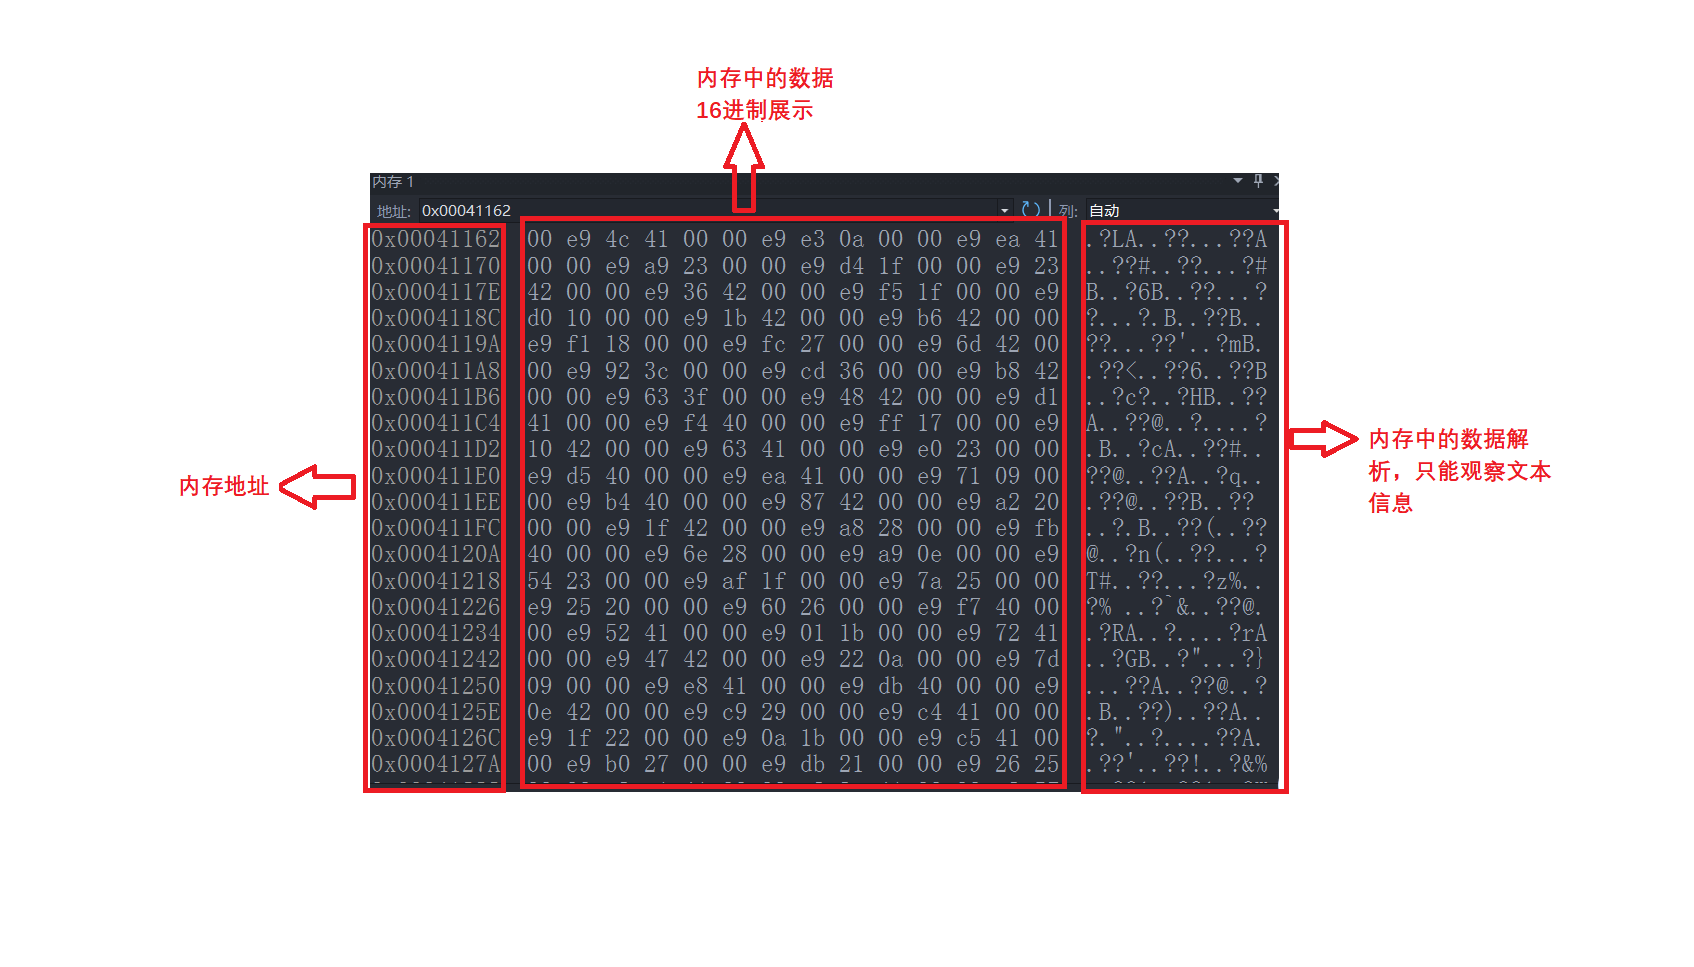 内存中的数据
16进制展示
内存 1
地址: 0x00041162 列: 自动
0x00041162 00 e9 4c 41 00 00 e9 e3 0a 00 00 e9 ea 41 .?LA..??...??A
0x00041170 00 00 e9 a9 23 00 00 e9 d4 1f 00 00 e9 23 ..??#..??...?#
0x0004117E 42 00 00 e9 36 42 00 00 e9 f5 1f 00 00 e9 B..?6B..??...?
0x0004118C d0 10 00 00 e9 1b 42 00 00 e9 b6 42 00 00 ?...?.B..??B..
0x0004119A e9 f1 18 00 00 e9 fc 27 00 00 e9 6d 42 00 ??...??'..?mB.
0x000411A8 00 e9 92 3c 00 00 e9 cd 36 00 00 e9 b8 42 .??<..??6..??B
0x000411B6 00 00 e9 63 3f 00 00 e9 48 42 00 00 e9 d1 ..?c?..?HB..??
0x000411C4 41 00 00 e9 f4 40 00 00 e9 ff 17 00 00 e9 A..??@..?....?
0x000411D2 10 42 00 00 e9 63 41 00 00 e9 e0 23 00 00 .B..?cA..??#..
0x000411E0 e9 d5 40 00 00 e9 ea 41 00 00 e9 71 09 00 ??@..??A..?q..
0x000411EE 00 e9 b4 40 00 00 e9 87 42 00 00 e9 a2 20 .??@..??B..??
0x000411FC 00 00 e9 1f 42 00 00 e9 a8 28 00 00 e9 fb ..?.B..??(..??
0x0004120A 40 00 00 e9 6e 28 00 00 e9 a9 0e 00 00 e9 @..?n(..??...?
0x00041218 54 23 00 00 e9 af 1f 00 00 e9 7a 25 00 00 T#..??...?z%..
0x00041226 e9 25 20 00 00 e9 60 26 00 00 e9 f7 40 00 ?% ..?`&..??@.
0x00041234 00 e9 52 41 00 00 e9 01 1b 00 00 e9 72 41 .?RA..?....?rA
0x00041242 00 00 e9 47 42 00 00 e9 22 0a 00 00 e9 7d ..?GB..?"...?}
0x00041250 09 00 00 e9 e8 41 00 00 e9 db 40 00 00 e9 ...??A..??@..?
0x0004125E 0e 42 00 00 e9 c9 29 00 00 e9 c4 41 00 00 .B..??)..??A..
0x0004126C e9 1f 22 00 00 e9 0a 1b 00 00 e9 c5 41 00 ?."..?....??A.
0x0004127A 00 e9 b0 27 00 00 e9 db 21 00 00 e9 26 25 .??'..??!..?&%
内存地址
内存中的数据解
析，只能观察文本
信息